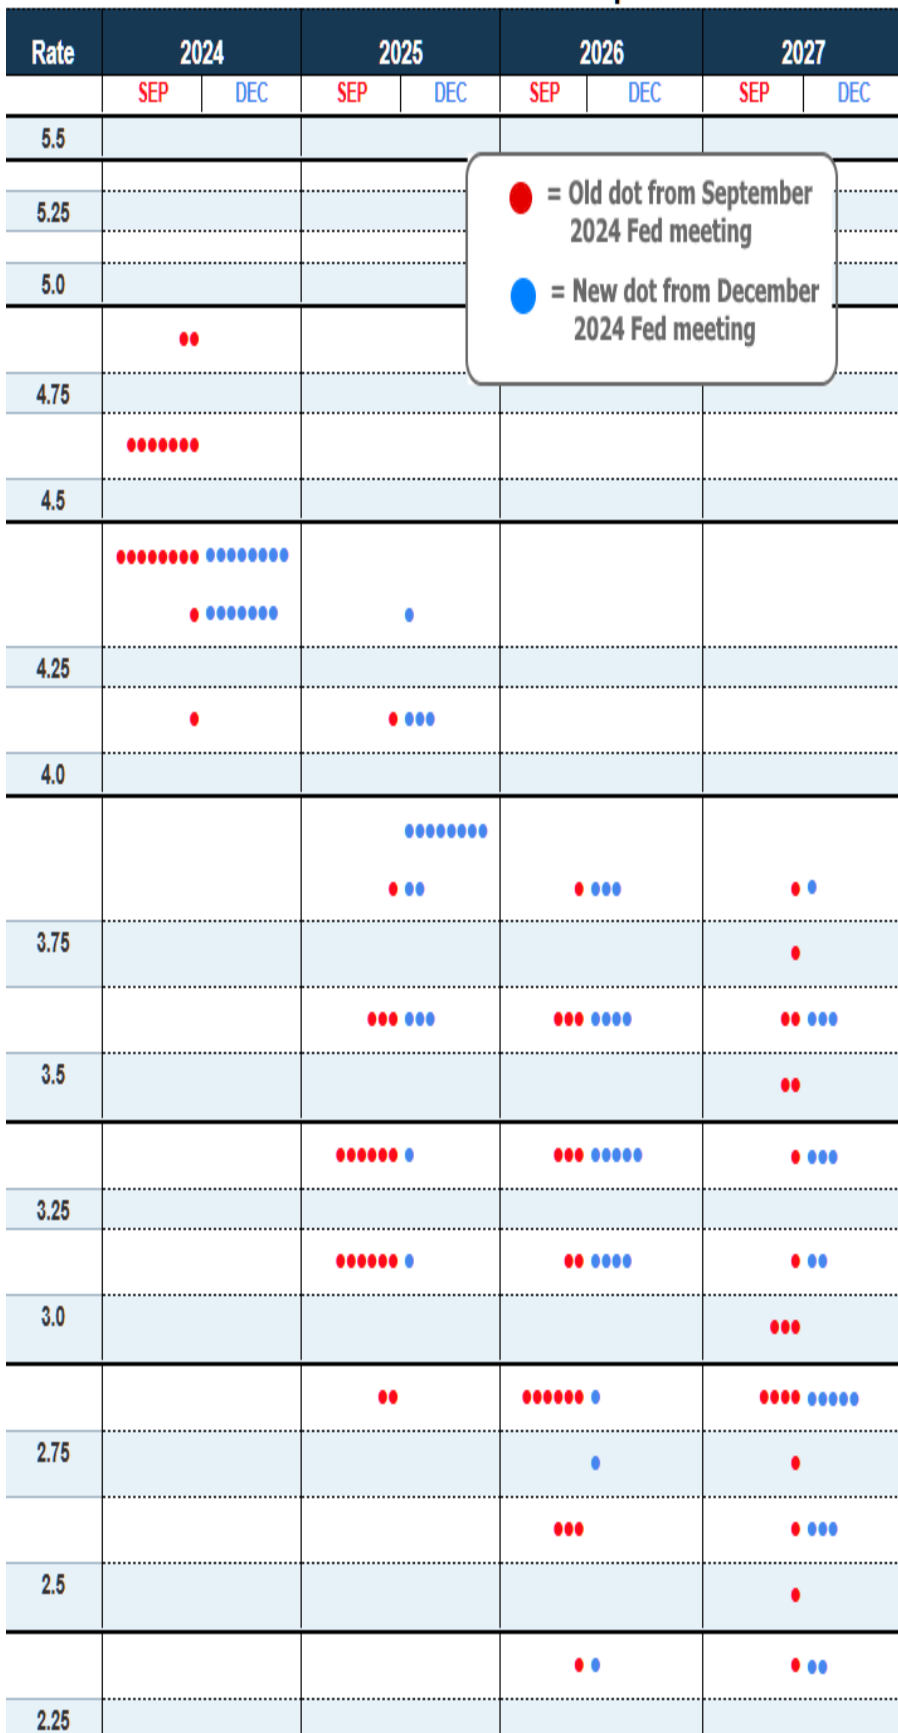 Rate 2024 2025 2026 2027
SEP DEC SEP DEC SEP DEC SEP DEC
5.5
= Old dot from September
2024 Fed meeting
5.25
5.0
= New dot from December
2024 Fed meeting
4.75
4.5
4.25
4.0
3.75
3.5
3.25
3.0
2.75
2.5
2.25